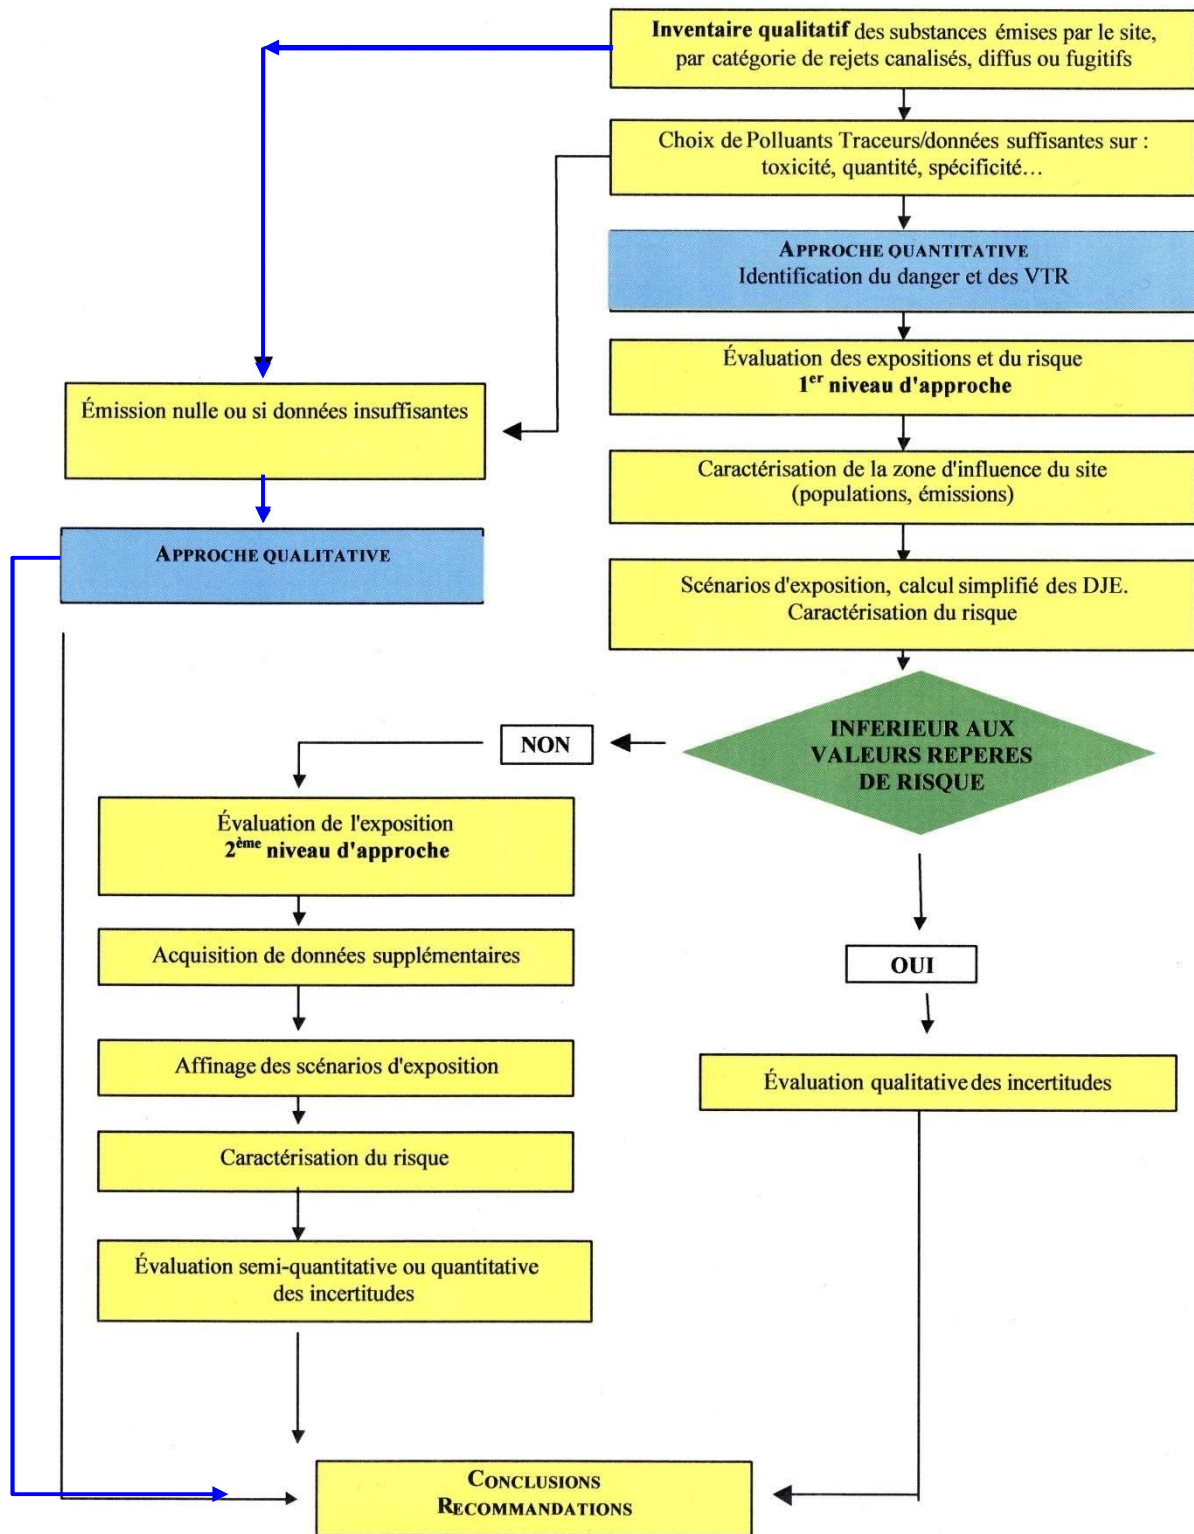 Inventaire qualitatif des substances émises par le site,
par catégorie de rejets canalisés, diffus ou fugitifs
Choix de Polluants Traceurs/données suffisantes sur :
toxicité, quantité, spécificité…
APPROCHE QUANTITATIVE
Identification du danger et des VTR
Évaluation des expositions et du risque
1er niveau d'approche
Émission nulle ou si données insuffisantes
Caractérisation de la zone d'influence du site
(populations, émissions)
APPROCHE QUALITATIVE
Scénarios d'exposition, calcul simplifié des DJE.
Caractérisation du risque
INFERIEUR AUX
VALEURS REPERES
DE RISQUE
NON
Évaluation de l'exposition
2ème niveau d'approche
Acquisition de données supplémentaires
OUI
Affinage des scénarios d'exposition
Évaluation qualitative des incertitudes
Caractérisation du risque
Évaluation semi-quantitative ou quantitative
des incertitudes
CONCLUSIONS
RECOMMANDATIONS